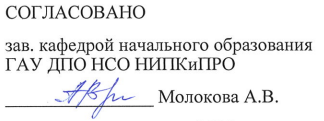 СОГЛАСОВАНО
зав. кафедрой начального образования
ГАУ ДПО НСО НИПКиПРО
Молокова А.В.